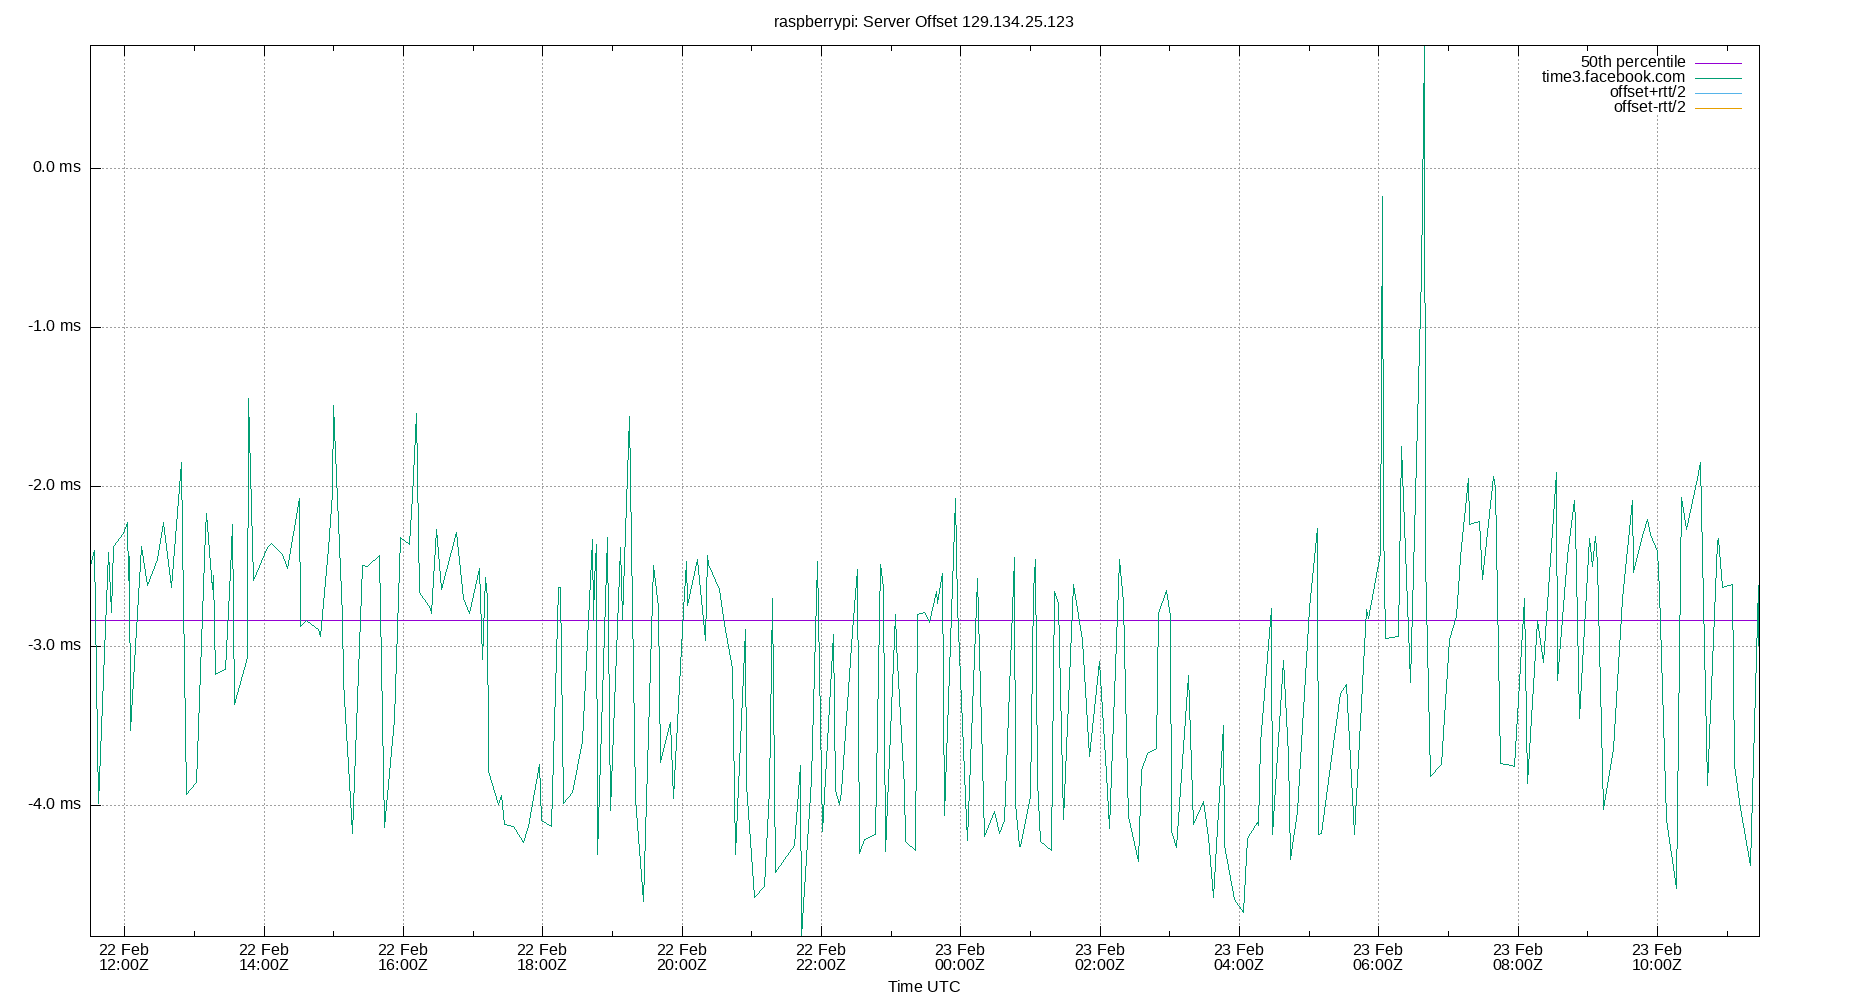 raspberrypi: Server Offset 129.134.25.123
50th percentile
time3.facebook.com
offset+rtt/2
offset-rtt/2
0.0 ms
-1.0 ms
-2.0 ms
-3.0 ms
-4.0 ms
22 Feb 22 Feb 22 Feb 22 Feb 22 Feb 22 Feb 23 Feb 23 Feb 23 Feb 23 Feb 23 Feb 23 Feb
12:00Z 14:00Z 16:00Z 18:00Z 20:00Z 22:00Z 00:00Z 02:00Z 04:00Z 06:00Z 08:00Z 10:00Z
Time UTC